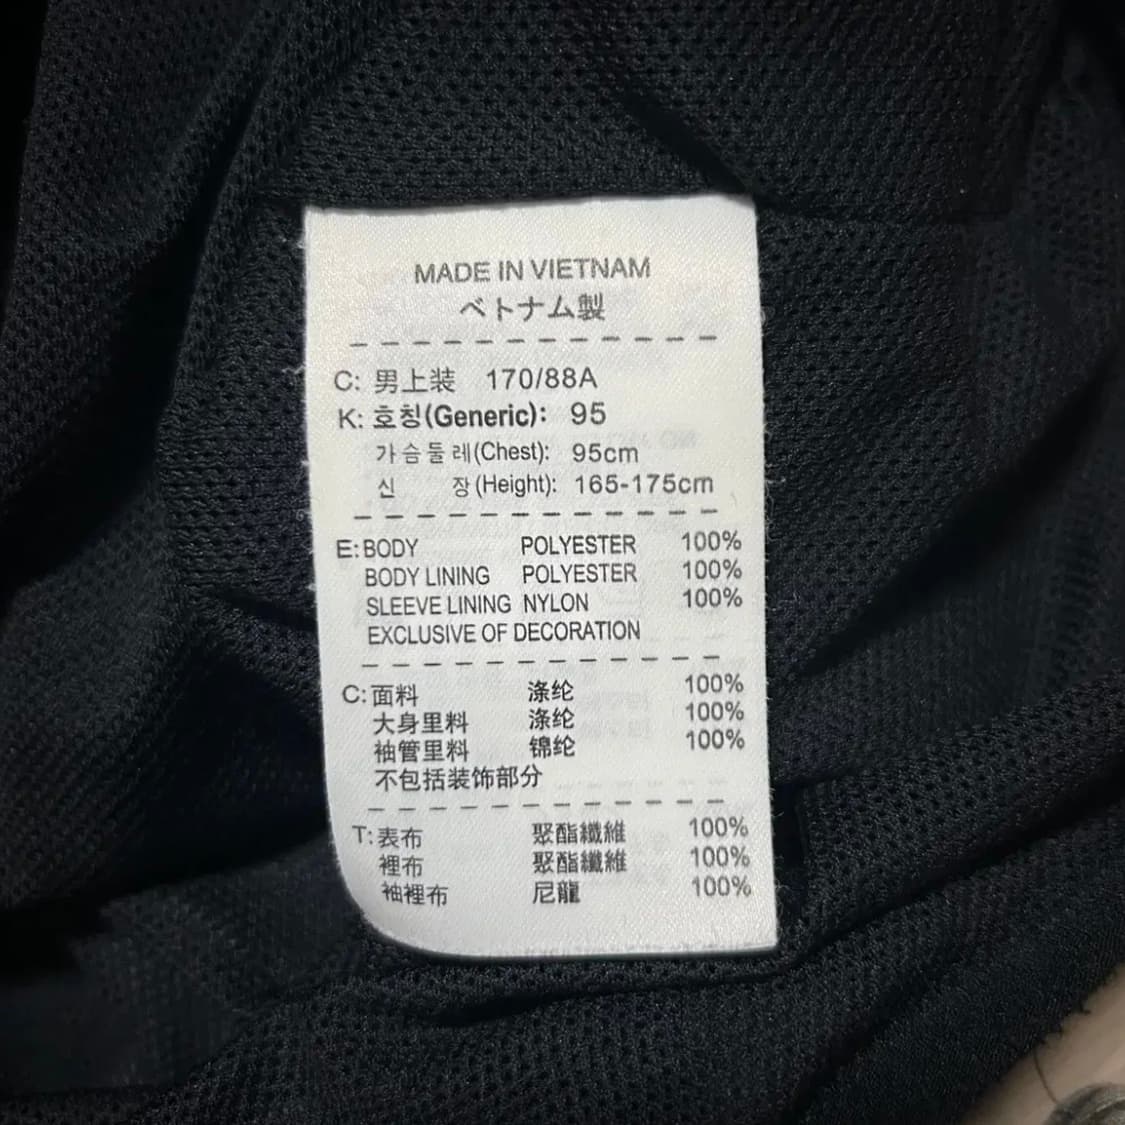 MADE IN VIETNAM
ベトナム製
C: 男上装 170/88A
K: 호칭(Generic): 95
가슴둘레(Chest): 95cm
신 장(Height): 165-175cm
E: BODY POLYESTER 100%
BODY LINING POLYESTER 100%
SLEEVE LINING NYLON 100%
EXCLUSIVE OF DECORATION
C: 面料 涤纶 100%
大身里料 涤纶 100%
袖管里料 锦纶 100%
不包括装饰部分
T: 表布 聚酯纖維 100%
裡布 聚酯纖維 100%
袖裡布 尼龍 100%